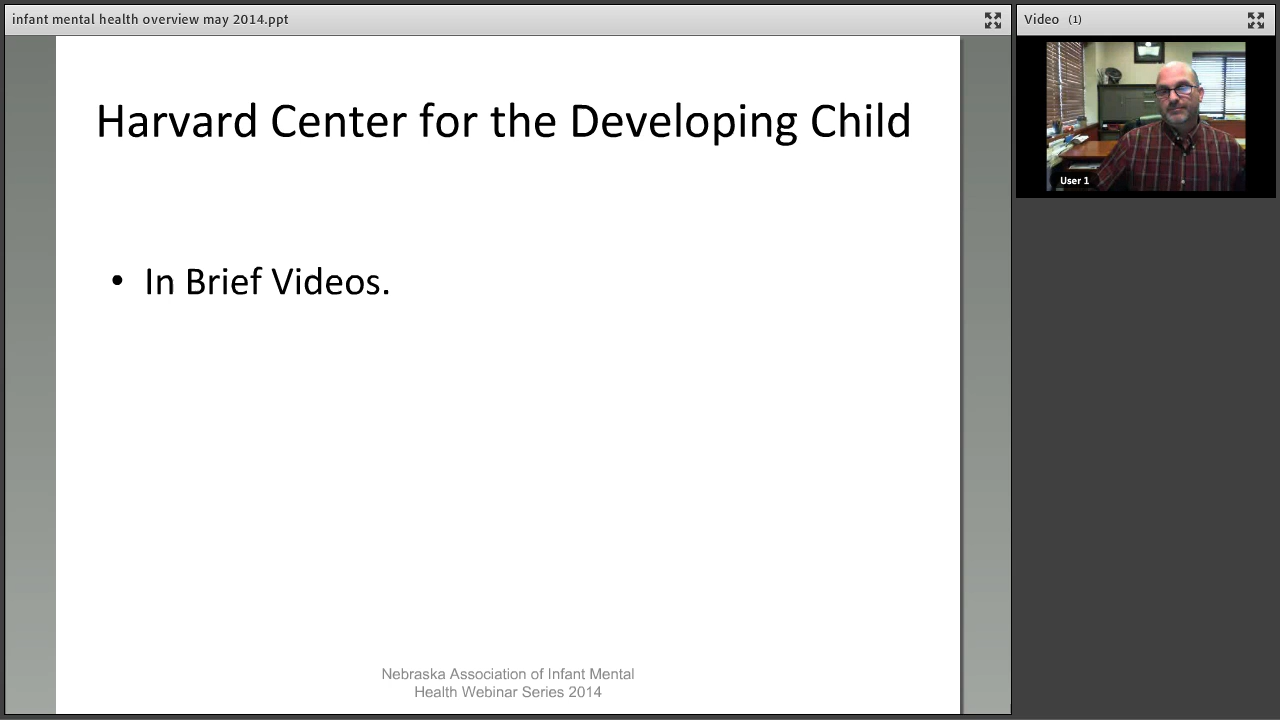 infant mental health overview may 2014.ppt
Video (1)
Harvard Center for the Developing Child
User 1
• In Brief Videos.
Nebraska Association of Infant Mental
Health Webinar Series 2014